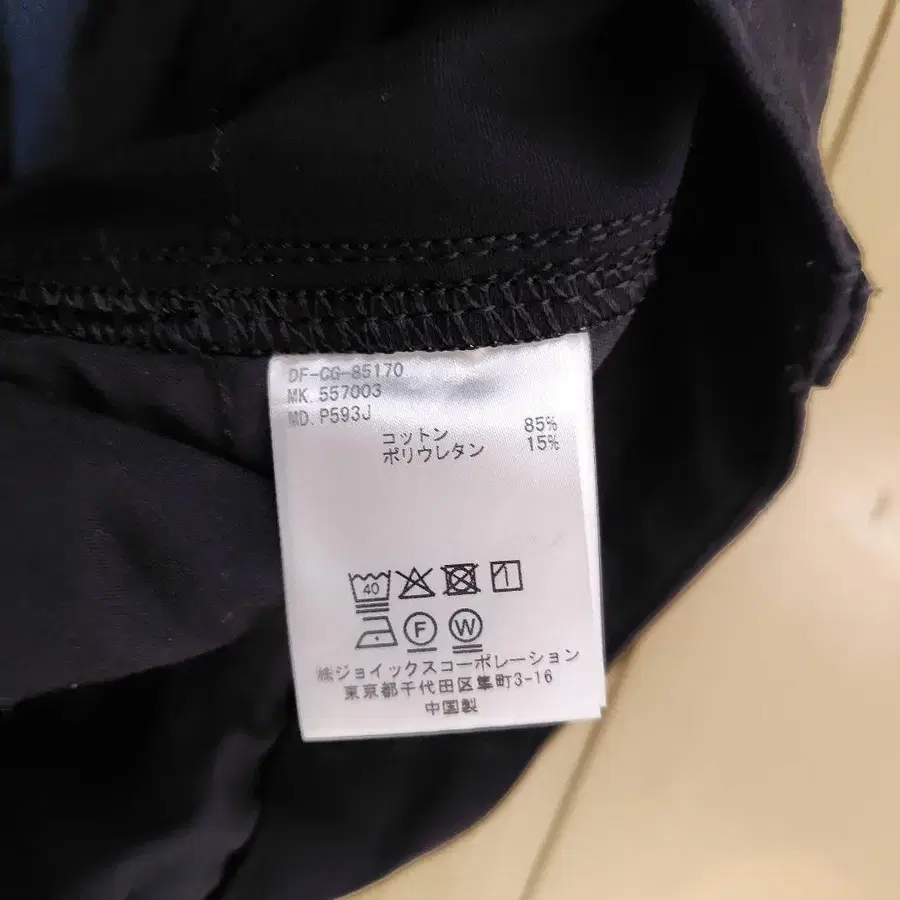 DF-CG-85170
MK.557003
MD.P593J
コットン 85%
ポリウレタン 15%
40
F W
㈱ジョイックスコーポレーション
東京都千代田区隼町3-16
中国製